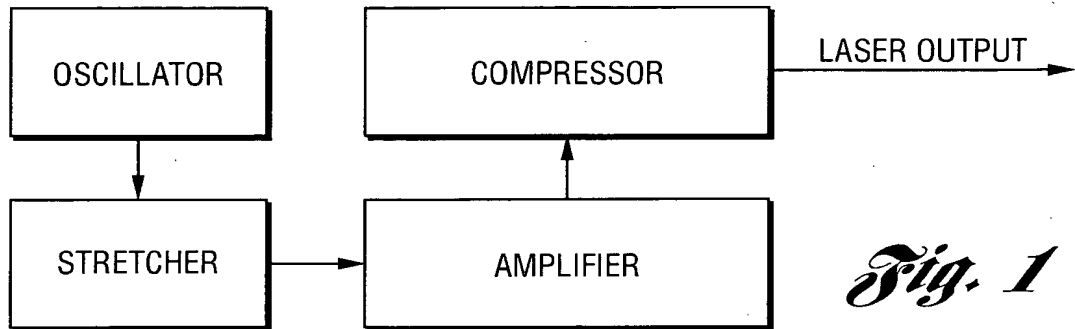 OSCILLATOR
COMPRESSOR
LASER OUTPUT
STRETCHER
AMPLIFIER
Fig. 1